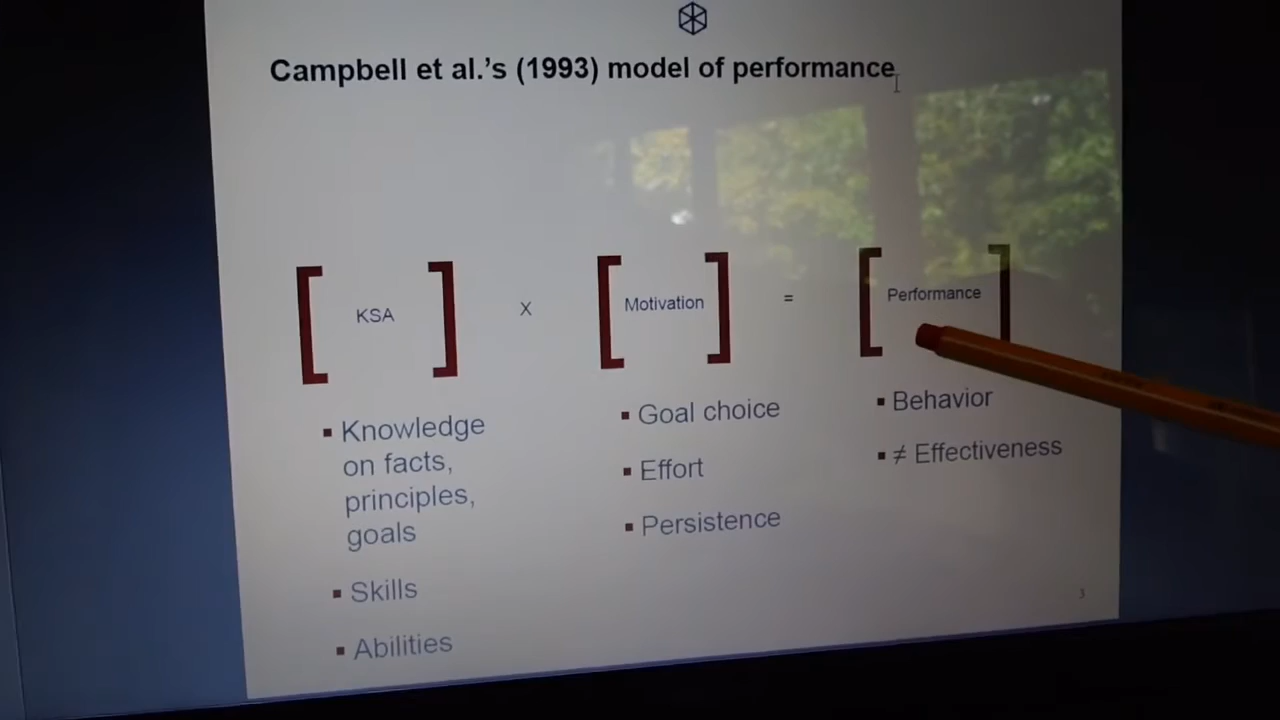 Campbell et al.'s (1993) model of performance
[ KSA ] x [ Motivation ] = [ Performance ]
▪ Knowledge
on facts,
principles,
goals
▪ Skills
▪ Abilities
▪ Goal choice
▪ Effort
▪ Persistence
▪ Behavior
▪ ≠ Effectiveness
3